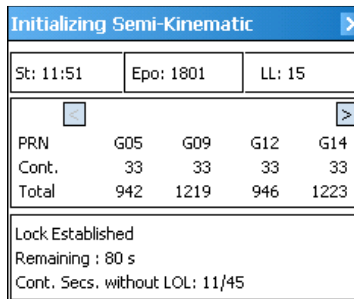 Initializing Semi-Kinematic X
St: 11:51 Epo: 1801 LL: 15
< >
PRN G05 G09 G12 G14
Cont. 33 33 33 33
Total 942 1219 946 1223
Lock Established
Remaining : 80 s
Cont. Secs. without LOL: 11/45